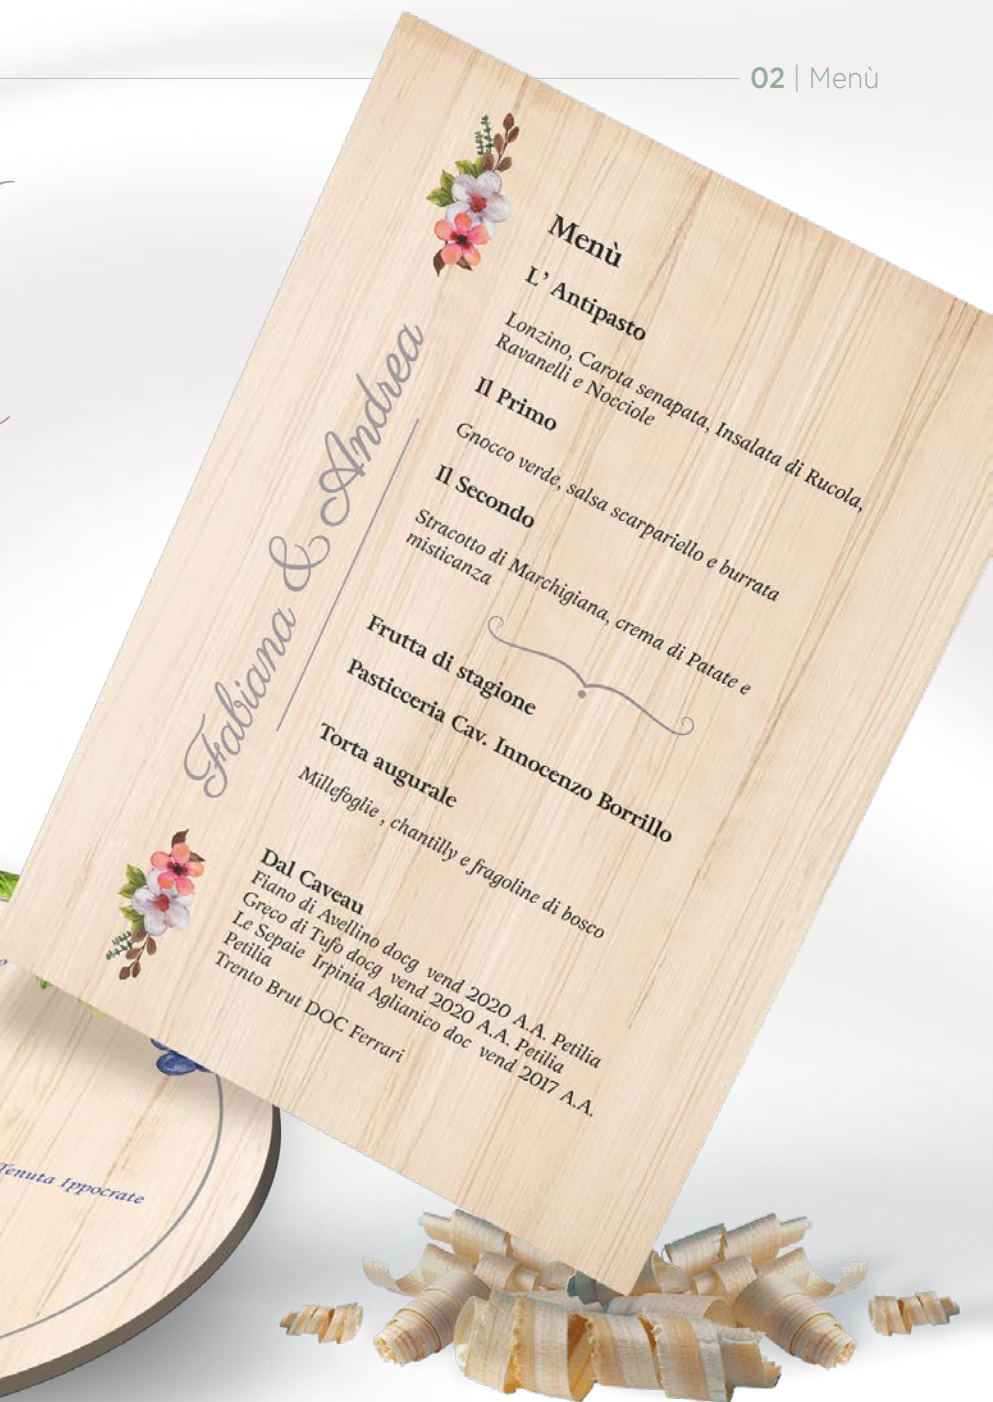 02 | Menù
Fabiana & Andrea
Menù
L' Antipasto
Lonzino, Carota senapata, Insalata di Rucola,
Ravanelli e Nocciole
Il Primo
Gnocco verde, salsa scarpariello e burrata
Il Secondo
Stracotto di Marchigiana, crema di Patate e
misticanza
Frutta di stagione
Pasticceria Cav. Innocenzo Borrillo
Torta augurale
Millefoglie , chantilly e fragoline di bosco
Dal Caveau
Fiano di Avellino docg vend 2020 A.A. Petilia
Greco di Tufo docg vend 2020 A.A. Petilia
Le Sepaie Irpinia Aglianico doc vend 2017 A.A.
Petilia
Trento Brut DOC Ferrari
Tenuta Ippocrate